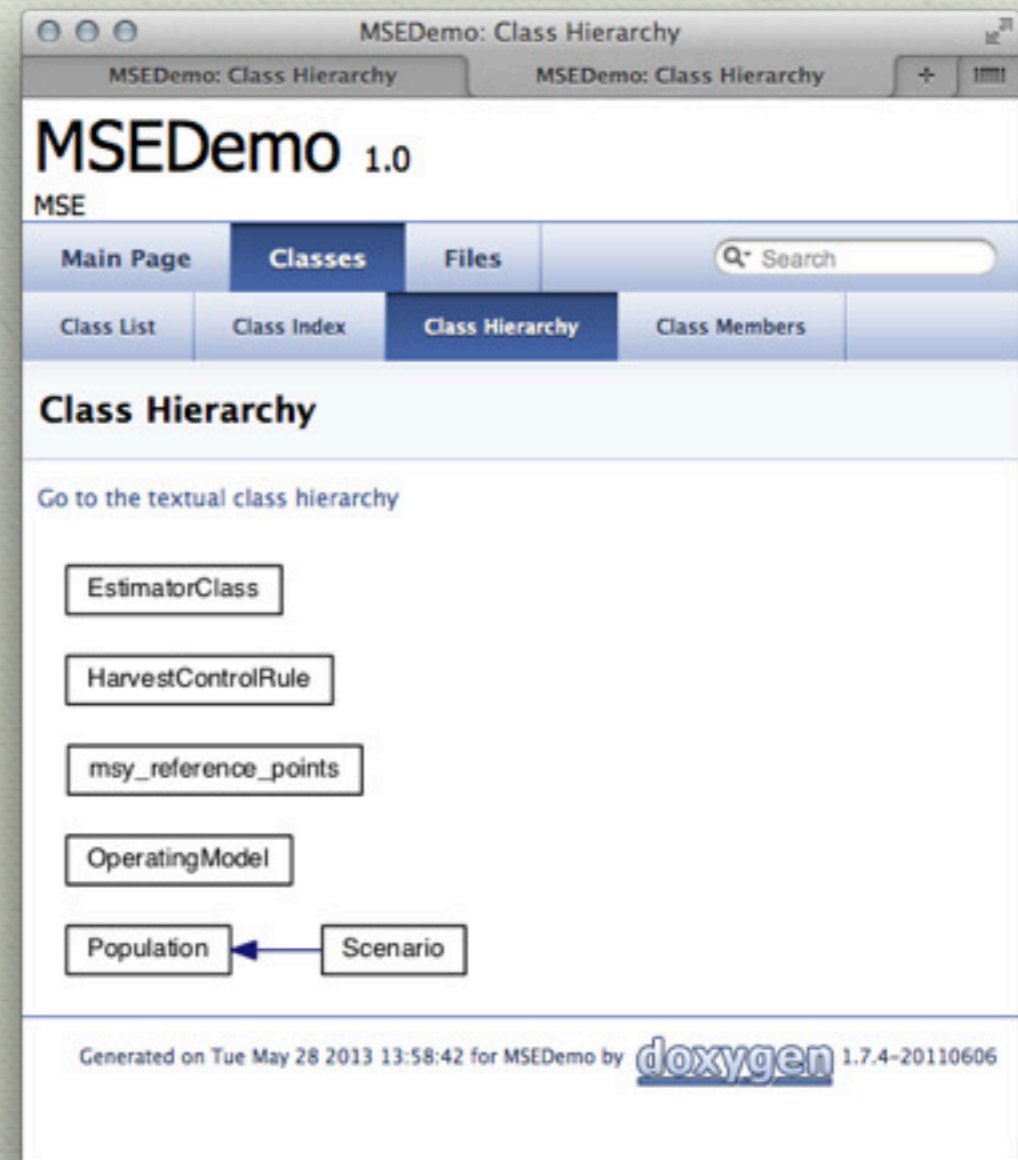 MSEDemo: Class Hierarchy
MSEDemo: Class Hierarchy MSEDemo: Class Hierarchy
MSEDemo 1.0
MSE
Main Page Classes Files Search
Class List Class Index Class Hierarchy Class Members
Class Hierarchy
Go to the textual class hierarchy
EstimatorClass
HarvestControlRule
msy_reference_points
OperatingModel
Population Scenario
Generated on Tue May 28 2013 13:58:42 for MSEDemo by doxygen 1.7.4-20110606